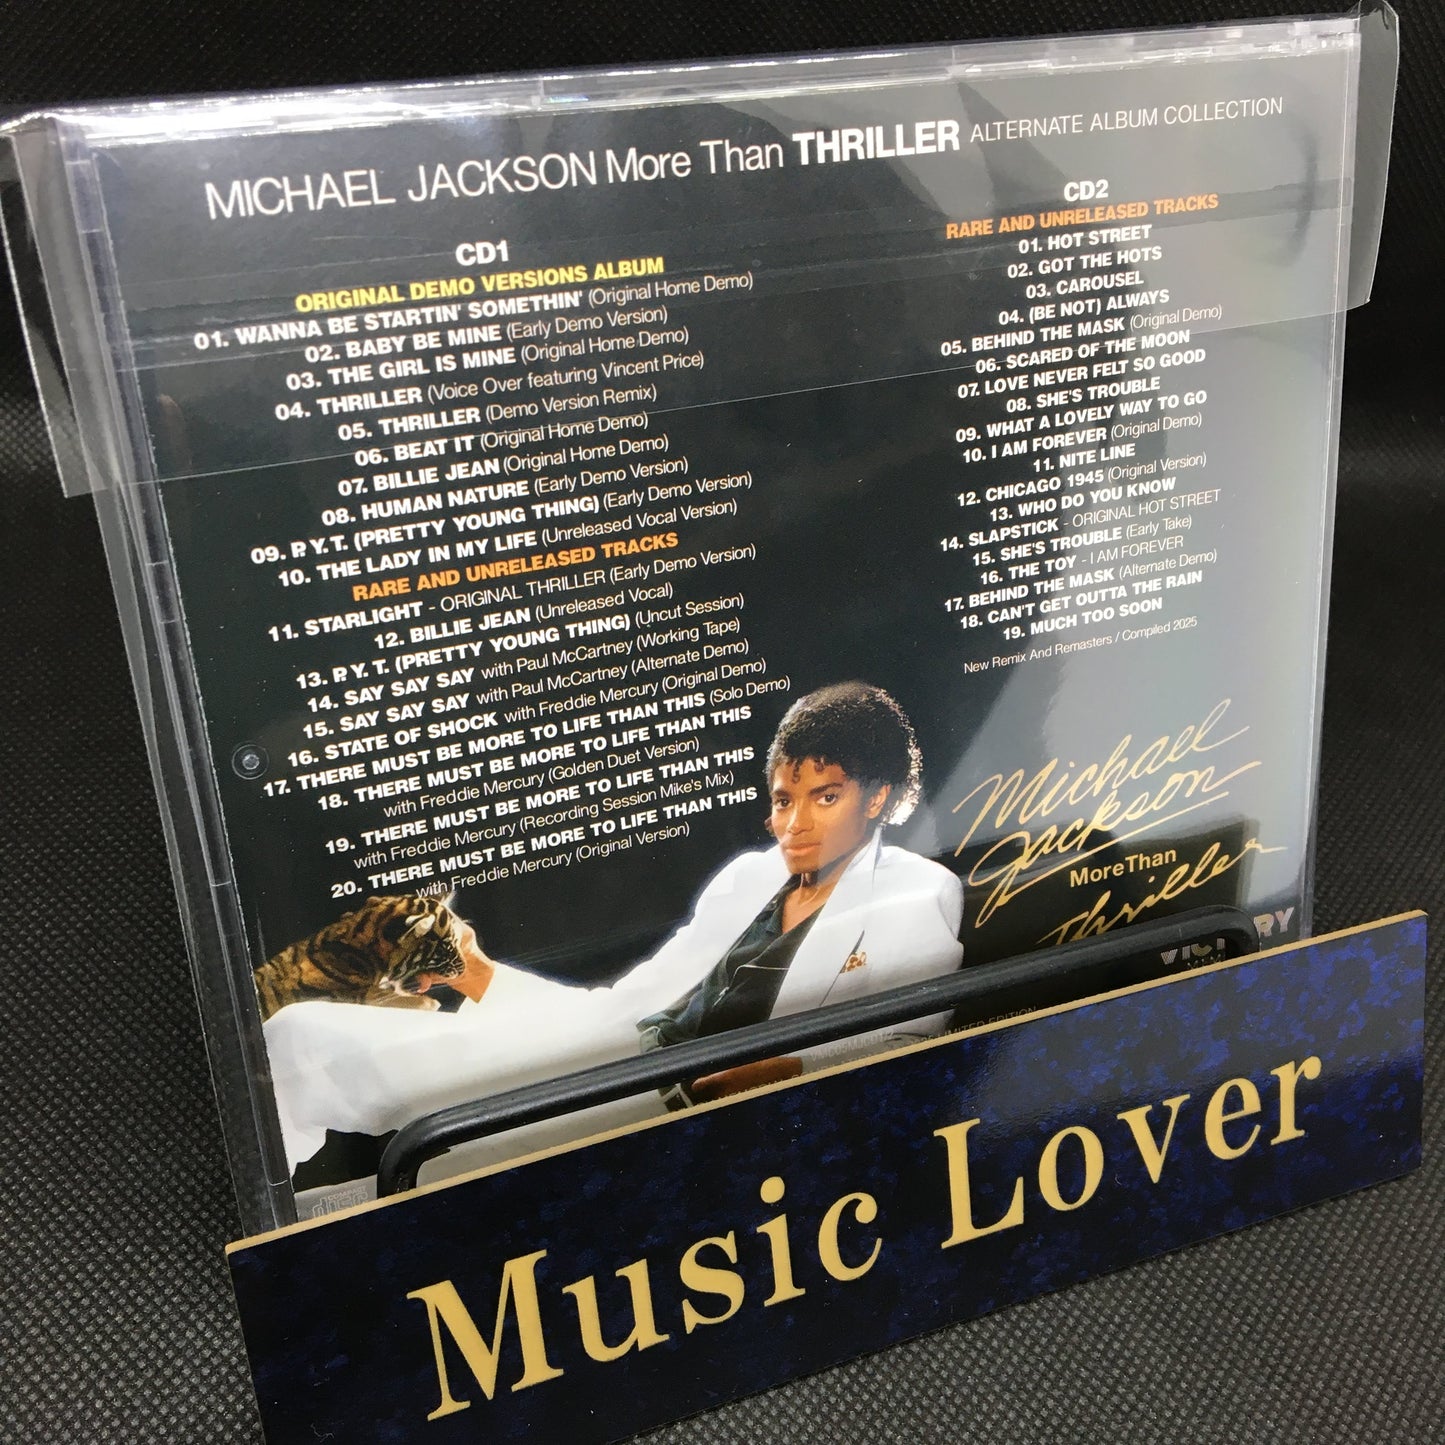 MICHAEL JACKSON More Than THRILLER ALTERNATE ALBUM COLLECTION
CD1
ORIGINAL DEMO VERSIONS ALBUM
01. WANNA BE STARTIN' SOMETHIN' (Original Home Demo)
02. BABY BE MINE (Early Demo Version)
03. THE GIRL IS MINE (Original Home Demo)
04. THRILLER (Voice Over featuring Vincent Price)
05. THRILLER (Demo Version Remix)
06. BEAT IT (Original Home Demo)
07. BILLIE JEAN (Original Home Demo)
08. HUMAN NATURE (Early Demo Version)
09. P.Y.T. (PRETTY YOUNG THING) (Early Demo Version)
10. THE LADY IN MY LIFE (Unreleased Vocal Version)
RARE AND UNRELEASED TRACKS
11. STARLIGHT - ORIGINAL THRILLER (Early Demo Version)
12. BILLIE JEAN (Unreleased Vocal)
13. P.Y.T. (PRETTY YOUNG THING) (Uncut Session)
14. SAY SAY SAY with Paul McCartney (Working Tape)
15. SAY SAY SAY with Paul McCartney (Alternate Demo)
16. STATE OF SHOCK with Freddie Mercury (Original Demo)
17. THERE MUST BE MORE TO LIFE THAN THIS (Solo Demo)
18. THERE MUST BE MORE TO LIFE THAN THIS
with Freddie Mercury (Golden Duet Version)
19. THERE MUST BE MORE TO LIFE THAN THIS
with Freddie Mercury (Recording Session Mike's Mix)
20. THERE MUST BE MORE TO LIFE THAN THIS
with Freddie Mercury (Original Version)
CD2
RARE AND UNRELEASED TRACKS
01. HOT STREET
02. GOT THE HOTS
03. CAROUSEL
04. (BE NOT) ALWAYS
05. BEHIND THE MASK (Original Demo)
06. SCARED OF THE MOON
07. LOVE NEVER FELT SO GOOD
08. SHE'S TROUBLE
09. WHAT A LOVELY WAY TO GO
10. I AM FOREVER (Original Demo)
11. NITE LINE
12. CHICAGO 1945 (Original Version)
13. WHO DO YOU KNOW
14. SLAPSTICK - ORIGINAL HOT STREET
15. SHE'S TROUBLE (Early Take)
16. THE TOY - I AM FOREVER
17. BEHIND THE MASK (Alternate Demo)
18. CAN'T GET OUTTA THE RAIN
19. MUCH TOO SOON
New Remix And Remasters / Compiled 2025
Michael
Jackson
More Than
Thriller
LIMITED EDITION
COMPACT
disc
Music Lover